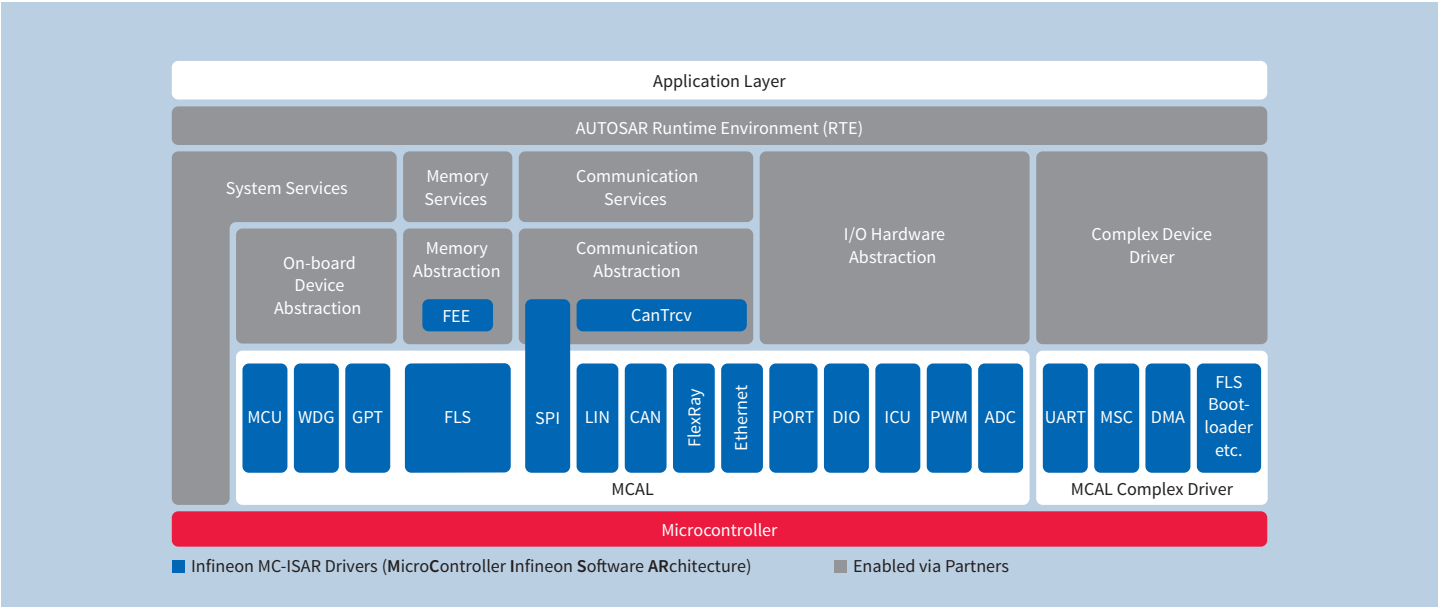 Application Layer
AUTOSAR Runtime Environment (RTE)
System Services
Memory
Services
Communication
Services
I/O Hardware
Abstraction
Complex Device
Driver
On-board
Device
Abstraction
Memory
Abstraction
FEE
Communication
Abstraction
CanTrcv
MCU
WDG
GPT
FLS
SPI
LIN
CAN
FlexRay
Ethernet
PORT
DIO
ICU
PWM
ADC
MCAL
UART
MSC
DMA
FLS
Boot-
loader
etc.
MCAL Complex Driver
Microcontroller
Infineon MC-ISAR Drivers (MicroController Infineon Software ARchitecture)
Enabled via Partners